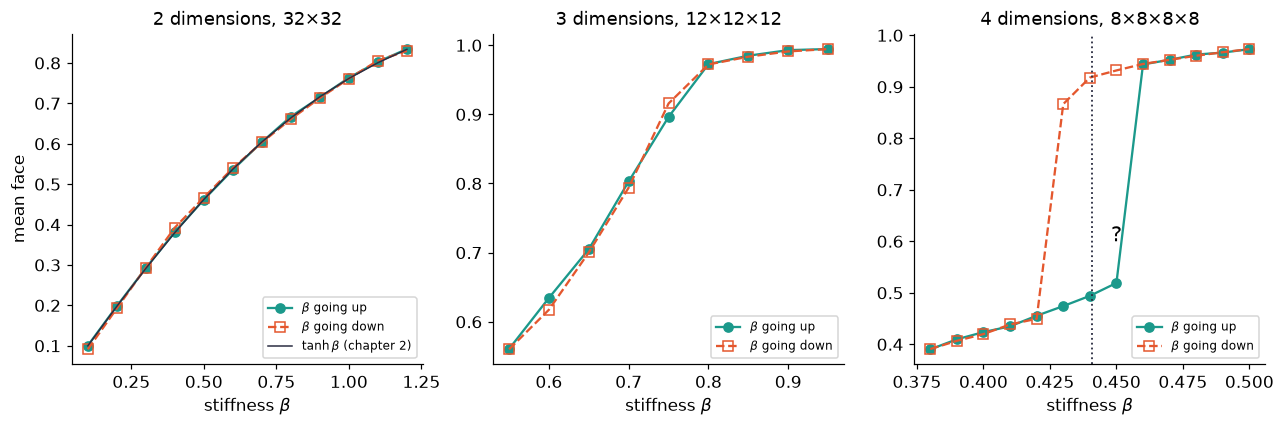 2 dimensions, 32×32
mean face
0.8
0.7
0.6
0.5
0.4
0.3
0.2
0.1
β going up
β going down
tanh β (chapter 2)
0.25 0.50 0.75 1.00 1.25
stiffness β
3 dimensions, 12×12×12
1.0
0.9
0.8
0.7
0.6
β going up
β going down
0.6 0.7 0.8 0.9
stiffness β
4 dimensions, 8×8×8×8
1.0
0.9
0.8
0.7
0.6
?
0.5
0.4
β going up
β going down
0.375 0.400 0.425 0.450 0.475 0.500
stiffness β